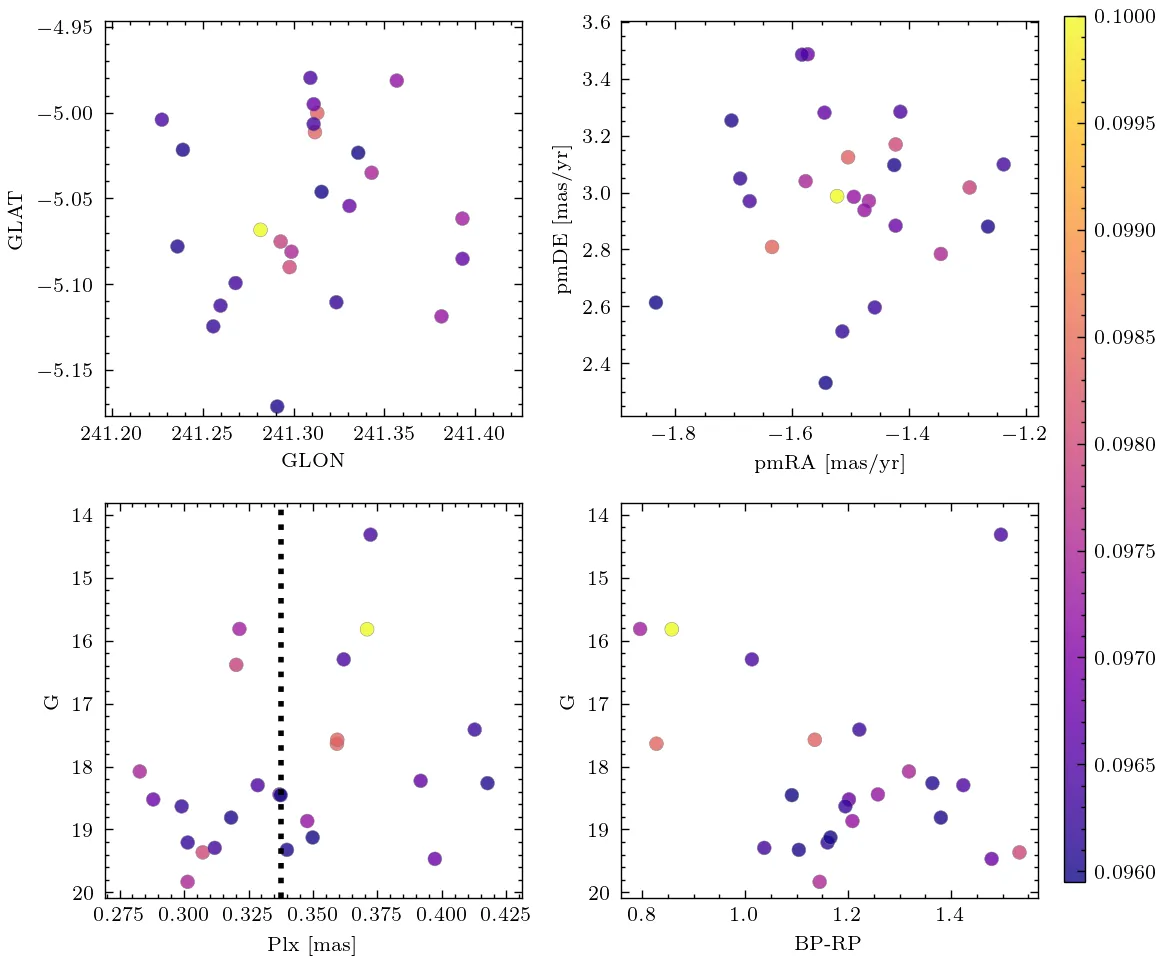 −4.95
−5.00
−5.05
−5.10
−5.15
GLAT
241.20 241.25 241.30 241.35 241.40
GLON
3.6
3.4
3.2
3.0
2.8
2.6
2.4
pmDE [mas/yr]
−1.8 −1.6 −1.4 −1.2
pmRA [mas/yr]
14
15
16
17
18
19
20
G
0.275 0.300 0.325 0.350 0.375 0.400 0.425
Plx [mas]
14
15
16
17
18
19
20
G
0.8 1.0 1.2 1.4
BP-RP
0.1000
0.0995
0.0990
0.0985
0.0980
0.0975
0.0970
0.0965
0.0960